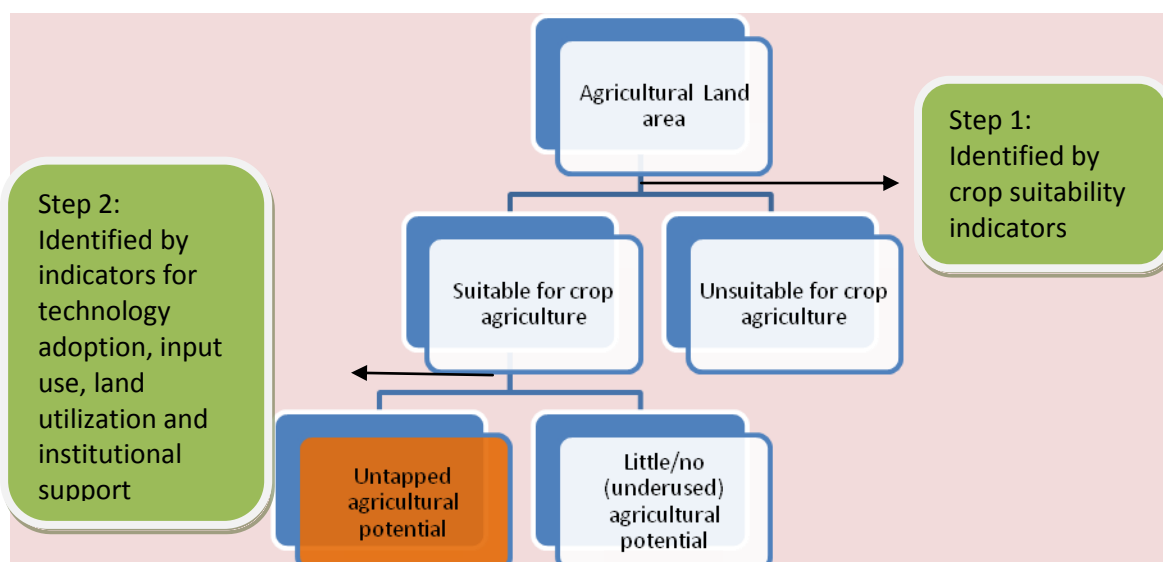 Agricultural Land
area
Step 1:
Identified by
crop suitability
indicators
Step 2:
Identified by
indicators for
technology
adoption, input
use, land
utilization and
institutional
support
Suitable for crop
agriculture
Unsuitable for crop
agriculture
Untapped
agricultural
potential
Little/no
(underused)
agricultural
potential